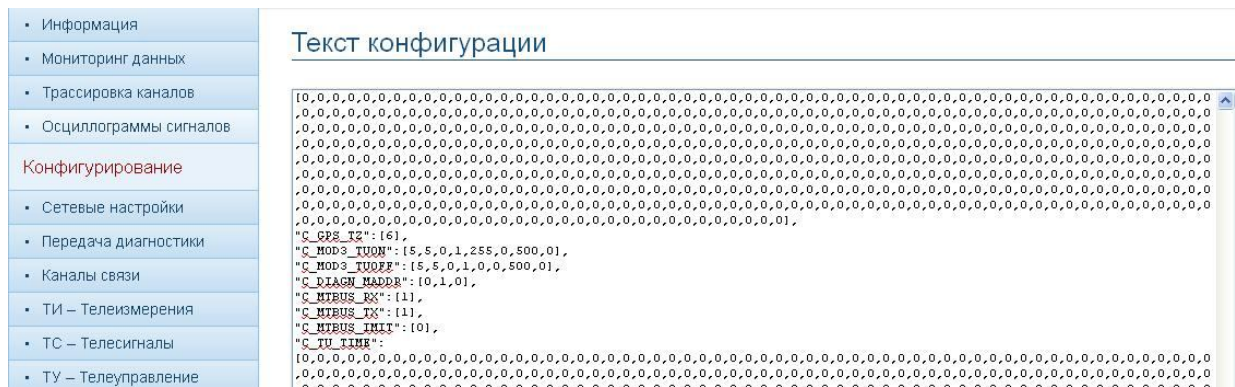 Информация
Мониторинг данных
Трассировка каналов
Осциллограммы сигналов
Конфигурирование
Сетевые настройки
Передача диагностики
Каналы связи
ТИ – Телеизмерения
ТС – Телесигналы
ТУ – Телеуправление
Текст конфигурации
[0,0,0,0,0,0,0,0,0,0,0,0,0,0,0,0,0,0,0,0,0,0,0,0,0,0,0,0,0,0,0,0,0,0,0,0,0,0,0,0,0,0,0,0,0,0,0,0,0,0,0,0,0,0,0,0,0,0,0,0
,0,0,0,0,0,0,0,0,0,0,0,0,0,0,0,0,0,0,0,0,0,0,0,0,0,0,0,0,0,0,0,0,0,0,0,0,0,0,0,0,0,0,0,0,0,0,0,0,0,0,0,0,0,0,0,0,0,0,0,0
,0,0,0,0,0,0,0,0,0,0,0,0,0,0,0,0,0,0,0,0,0,0,0,0,0,0,0,0,0,0,0,0,0,0,0,0,0,0,0,0,0,0,0,0,0,0,0,0,0,0,0,0,0,0,0,0,0,0,0,0
,0,0,0,0,0,0,0,0,0,0,0,0,0,0,0,0,0,0,0,0,0,0,0,0,0,0,0,0,0,0,0,0,0,0,0,0,0,0,0,0,0,0,0,0,0,0,0,0,0,0,0,0,0,0,0,0,0,0,0,0
,0,0,0,0,0,0,0,0,0,0,0,0,0,0,0,0,0,0,0,0,0,0,0,0,0,0,0,0,0,0,0,0,0,0,0,0,0,0,0,0,0,0,0,0,0,0,0,0,0,0,0,0,0,0,0,0,0,0,0,0
,0,0,0,0,0,0,0,0,0,0,0,0,0,0,0,0,0,0,0,0,0,0,0,0,0,0,0,0,0,0,0,0,0,0,0,0,0,0,0,0,0,0,0,0,0,0,0,0,0,0,0,0,0,0,0,0,0,0,0,0
,0,0,0,0,0,0,0,0,0,0,0,0,0,0,0,0,0,0,0,0,0,0,0,0,0,0,0,0,0,0,0,0,0,0,0,0,0,0,0,0,0,0,0,0,0,0,0,0,0,0,0,0,0,0,0,0,0,0,0,0
,0,0,0,0,0,0,0,0,0,0,0,0,0,0,0,0,0,0,0,0,0,0,0,0,0,0,0,0,0,0,0,0,0,0,0,0,0,0,0,0,0,0,0,0,0,0,0,0,0,0,0,0,0,0,0,0,0,0,0,0
,0,0,0,0,0,0,0,0,0,0,0,0,0,0,0,0,0,0,0,0,0,0,0,0,0,0,0,0,0,0,0,0],
"C_GPS_TZ":[6],
"C_MOD3_TUON":[5,5,0,1,255,0,500,0],
"C_MOD3_TUOFF":[5,5,0,1,0,0,500,0],
"C_DIAGN_MADDR":[0,1,0],
"C_MTBUS_RX":[1],
"C_MTBUS_TX":[1],
"C_MTBUS_IMIT":[0],
"C_TU_TIME":
[0,0,0,0,0,0,0,0,0,0,0,0,0,0,0,0,0,0,0,0,0,0,0,0,0,0,0,0,0,0,0,0,0,0,0,0,0,0,0,0,0,0,0,0,0,0,0,0,0,0,0,0,0,0,0,0,0,0,0,0
,0,0,0,0,0,0,0,0,0,0,0,0,0,0,0,0,0,0,0,0,0,0,0,0,0,0,0,0,0,0,0,0,0,0,0,0,0,0,0,0,0,0,0,0,0,0,0,0,0,0,0,0,0,0,0,0,0,0,0,0